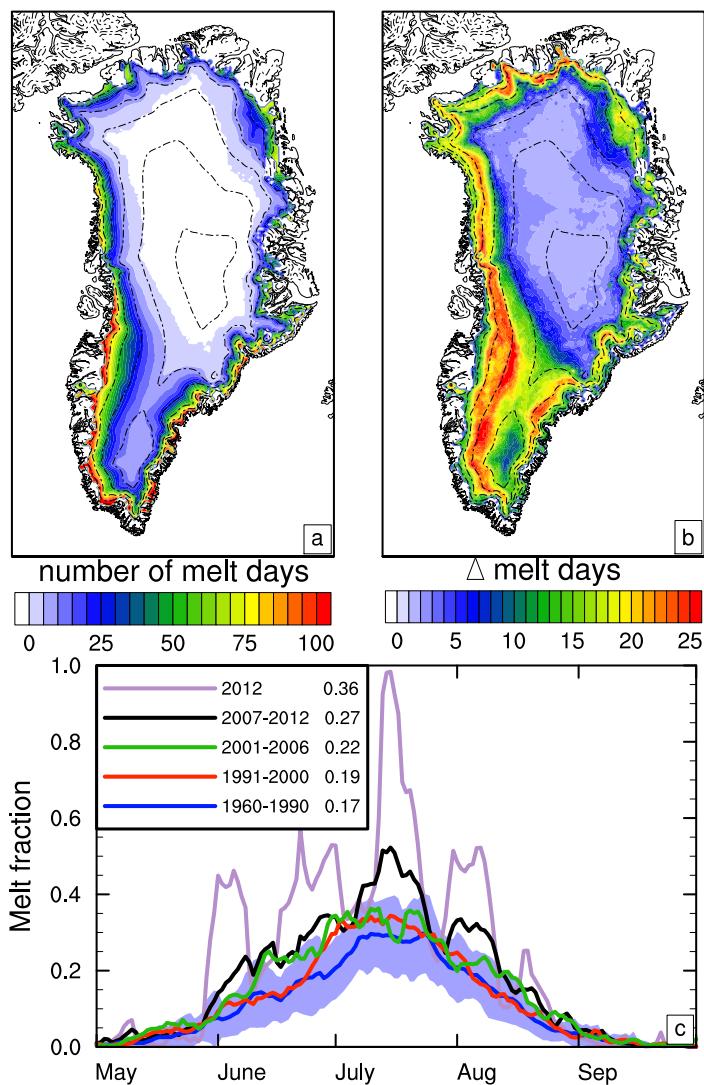 a
b
number of melt days
Δ melt days
0 25 50 75 100
0 5 10 15 20 25
1.0
0.8
0.6
0.4
0.2
0.0
Melt fraction
2012 0.36
2007-2012 0.27
2001-2006 0.22
1991-2000 0.19
1960-1990 0.17
c
May June July Aug Sep